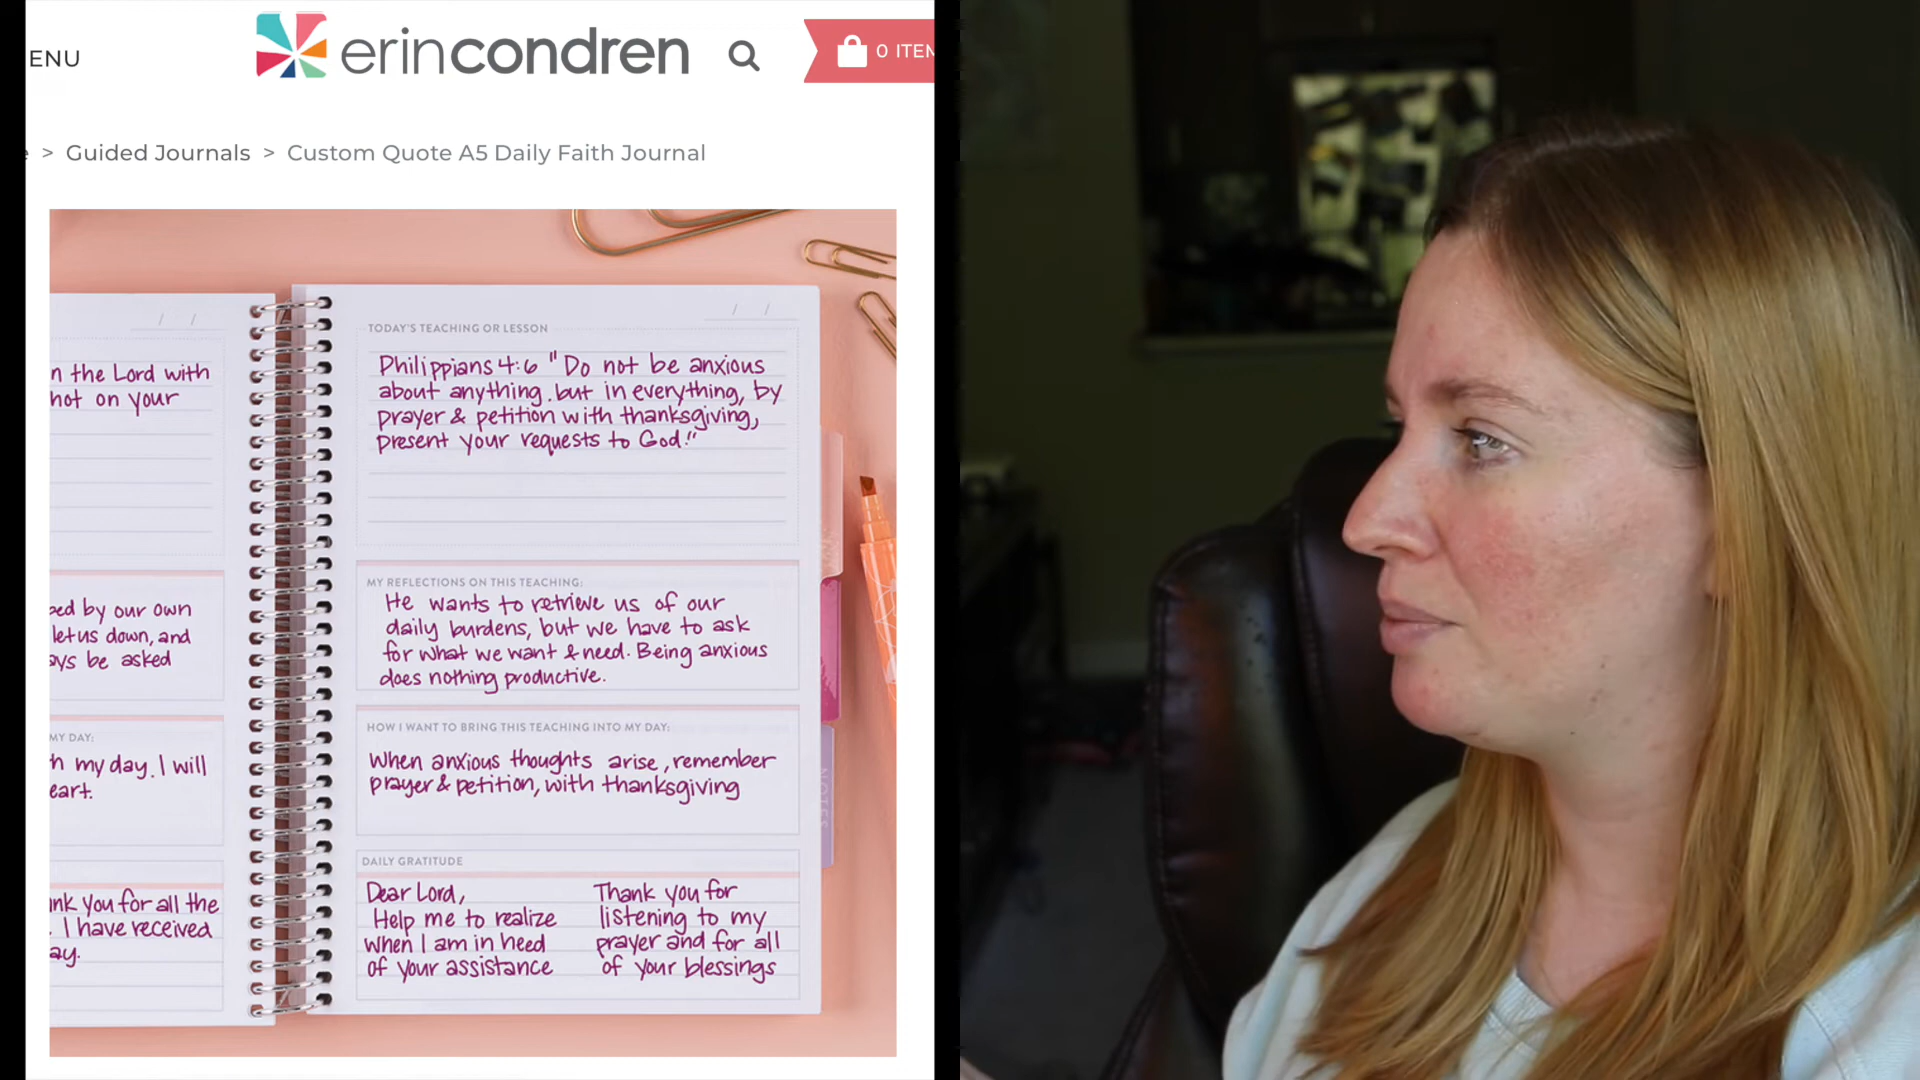 ENU
erincondren
0 ITEM
> Guided Journals > Custom Quote A5 Daily Faith Journal
n the Lord with
not on your
ped by our own
let us down, and
ays be asked
MY DAY:
h my day. I will
eart.
ank you for all the
. I have received
ay.
/ /
TODAY'S TEACHING OR LESSON
Philippians 4:6 "Do not be anxious
about anything. but in everything, by
prayer & petition with thanksgiving,
present your requests to God."
MY REFLECTIONS ON THIS TEACHING:
He wants to retrieve us of our
daily burdens, but we have to ask
for what we want & need. Being anxious
does nothing productive.
HOW I WANT TO BRING THIS TEACHING INTO MY DAY:
When anxious thoughts arise, remember
prayer & petition, with thanksgiving
DAILY GRATITUDE
Dear Lord,
Help me to realize
when I am in need
of your assistance
Thank you for
listening to my
prayer and for all
of your blessings
NOTES